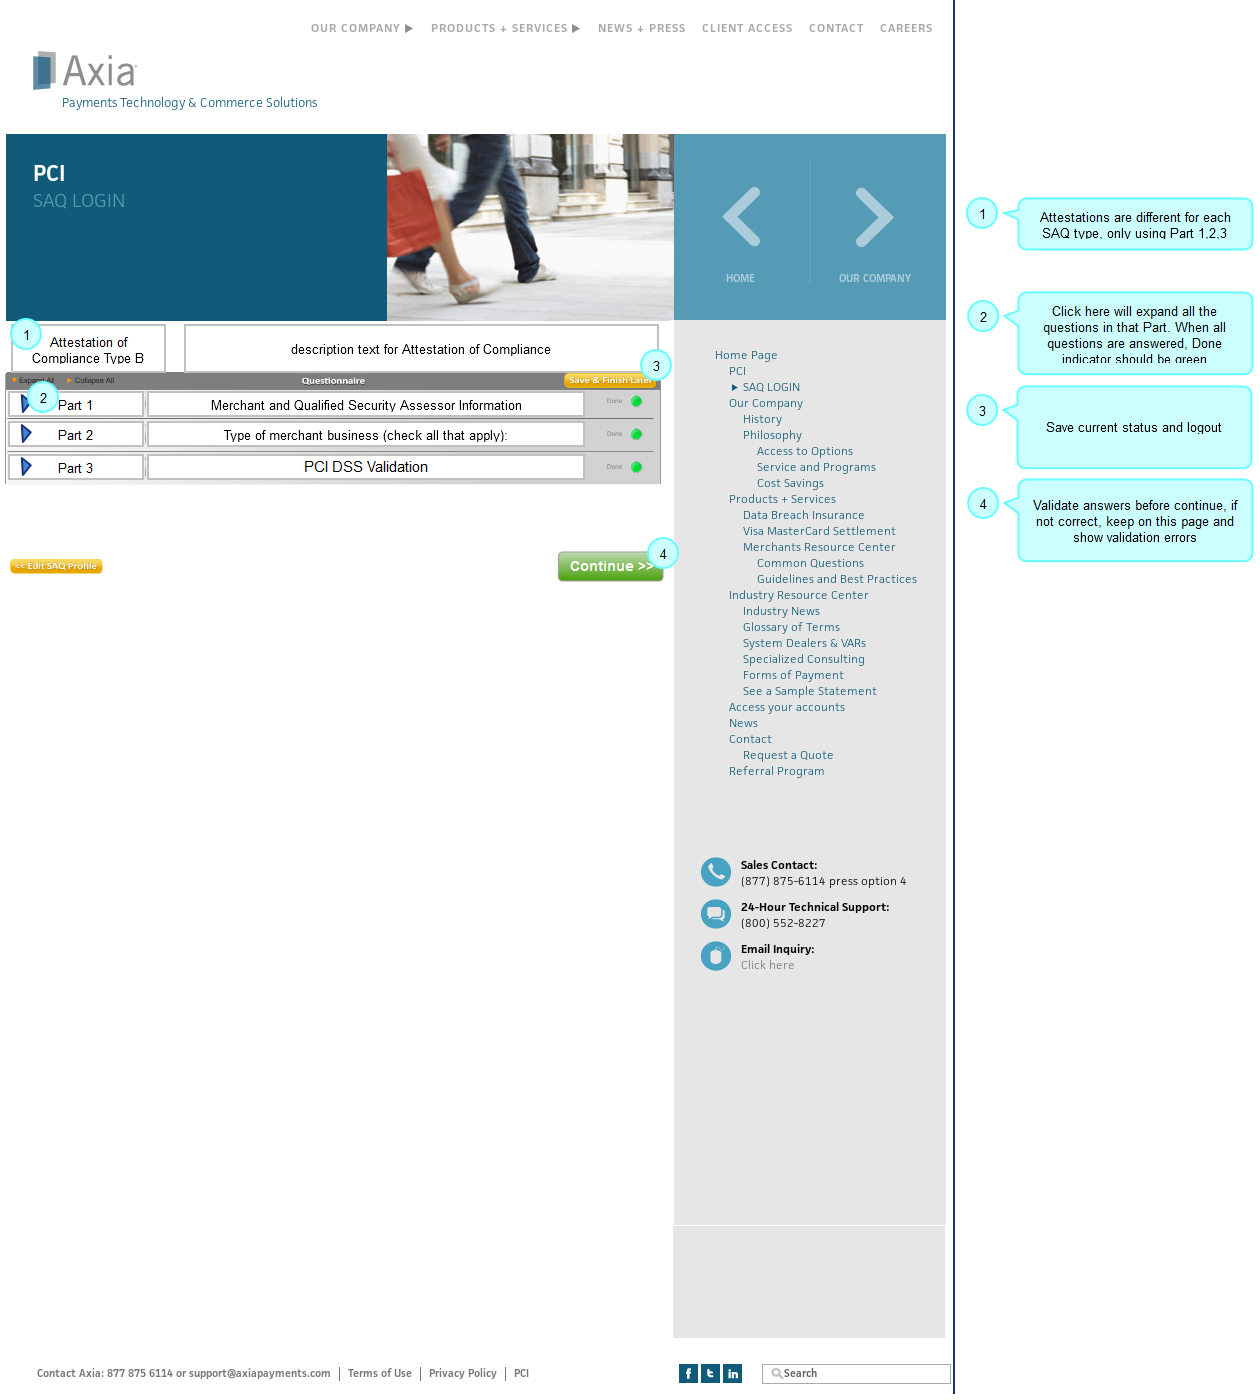 OUR COMPANY PRODUCTS + SERVICES NEWS + PRESS CLIENT ACCESS CONTACT CAREERS
Axia
Payments Technology & Commerce Solutions
PCI
SAQ LOGIN
HOME OUR COMPANY
1
Attestation of
Compliance Type B
description text for Attestation of Compliance
3
Expand All Collapse All Questionnaire Save & Finish Later
2
Part 1 Merchant and Qualified Security Assessor Information Done
Part 2 Type of merchant business (check all that apply): Done
Part 3 PCI DSS Validation Done
<< Edit SAQ Profile
Continue >>
4
Home Page
PCI
SAQ LOGIN
Our Company
History
Philosophy
Access to Options
Service and Programs
Cost Savings
Products + Services
Data Breach Insurance
Visa MasterCard Settlement
Merchants Resource Center
Common Questions
Guidelines and Best Practices
Industry Resource Center
Industry News
Glossary of Terms
System Dealers & VARs
Specialized Consulting
Forms of Payment
See a Sample Statement
Access your accounts
News
Contact
Request a Quote
Referral Program
Sales Contact:
(877) 875-6114 press option 4
24-Hour Technical Support:
(800) 552-8227
Email Inquiry:
Click here
1
Attestations are different for each
SAQ type, only using Part 1,2,3
2
Click here will expand all the
questions in that Part. When all
questions are answered, Done
indicator should be green
3
Save current status and logout
4
Validate answers before continue, if
not correct, keep on this page and
show validation errors
Contact Axia: 877 875 6114 or support@axiapayments.com Terms of Use Privacy Policy PCI
Search